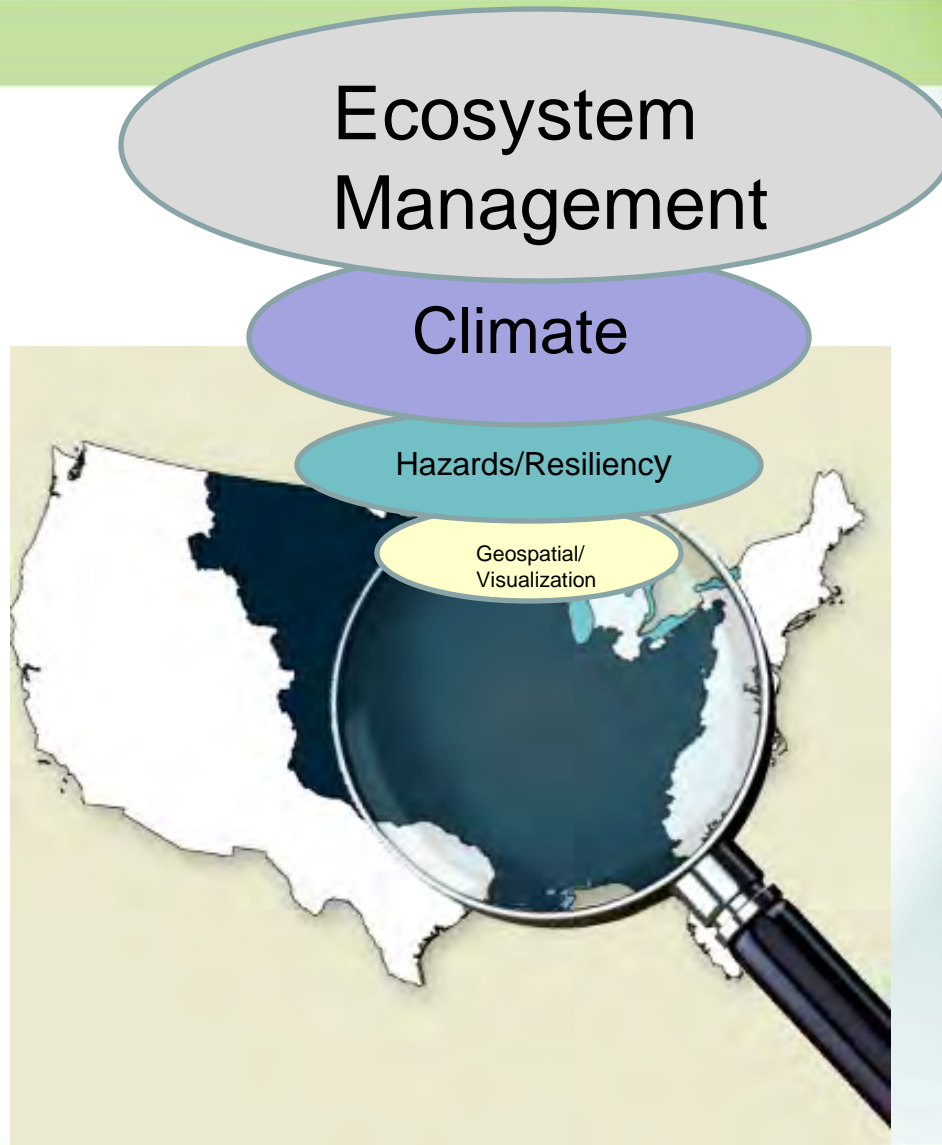 Ecosystem
Management
Climate
Hazards/Resiliency
Geospatial/
Visualization